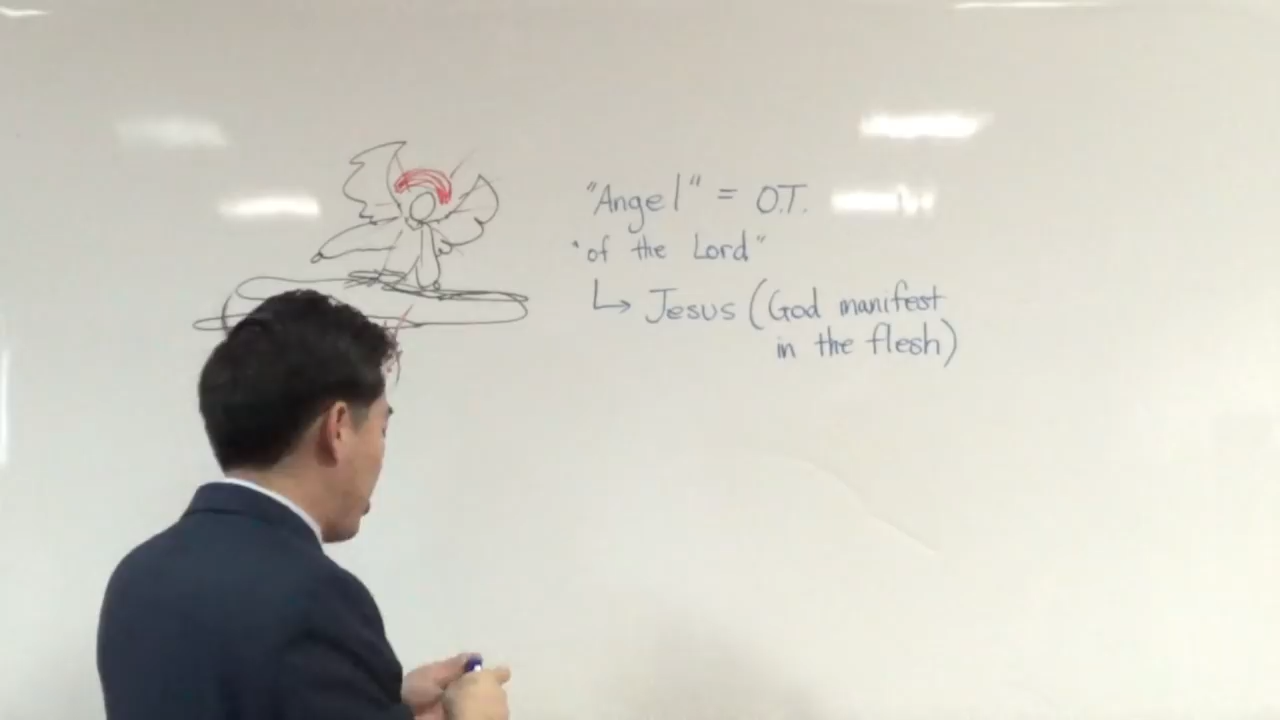 "Angel" = O.T.
"of the Lord"
↳ Jesus (God manifest
in the flesh)